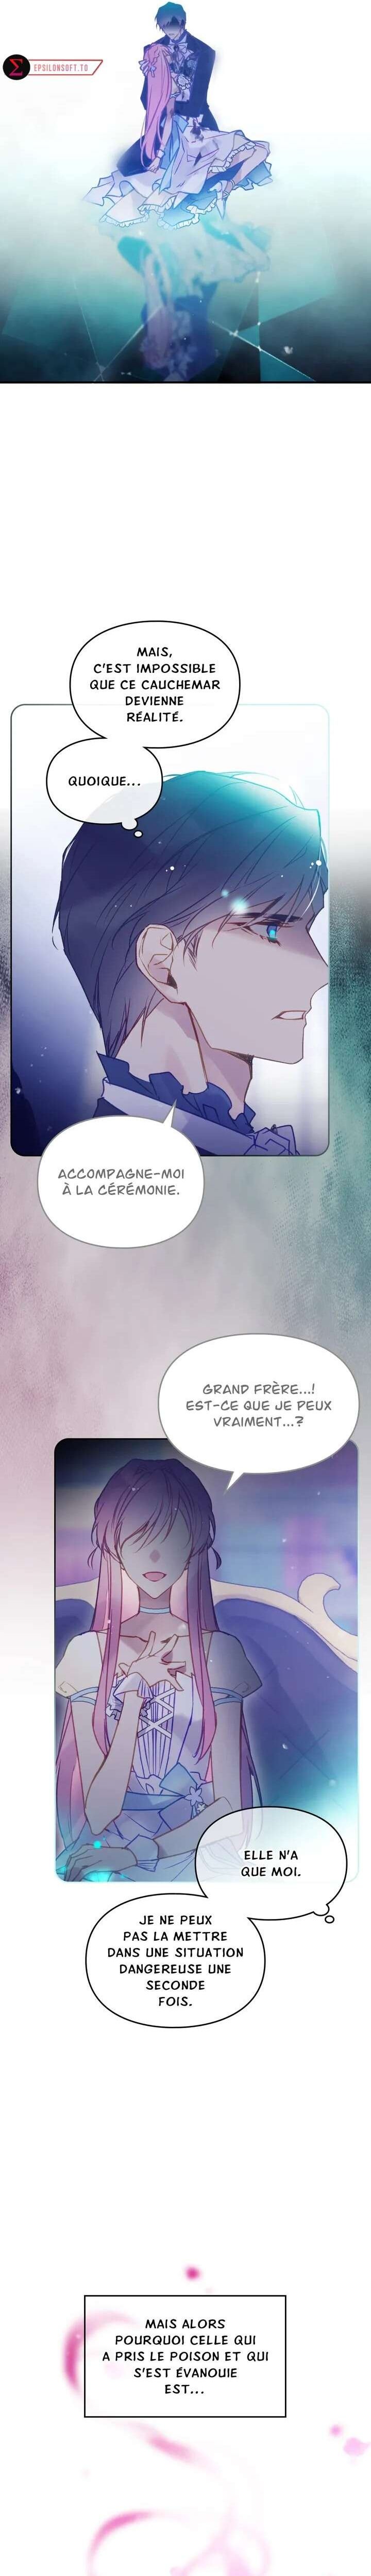 EPSILONSOFT.TO
MAIS,
C'EST IMPOSSIBLE
QUE CE CAUCHEMAR
DEVIENNE
RÉALITÉ.
QUOIQUE...
ACCOMPAGNE-MOI
À LA CÉRÉMONIE.
GRAND FRÈRE...!
EST-CE QUE JE PEUX
VRAIMENT...?
ELLE N'A
QUE MOI.
JE NE PEUX
PAS LA METTRE
DANS UNE SITUATION
DANGEREUSE UNE
SECONDE
FOIS.
MAIS ALORS
POURQUOI CELLE QUI
A PRIS LE POISON ET QUI
S'EST ÉVANOUIE
EST...